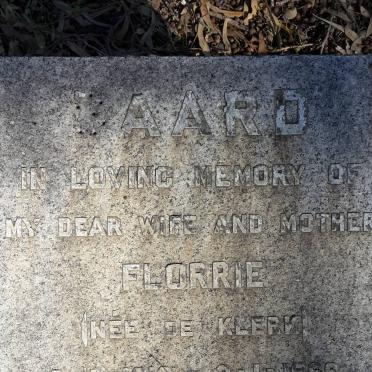 AARD
IN LOVING MEMORY OF
MY DEAR WIFE AND MOTHER
FLORRIE
(NÉE DE KLERK)